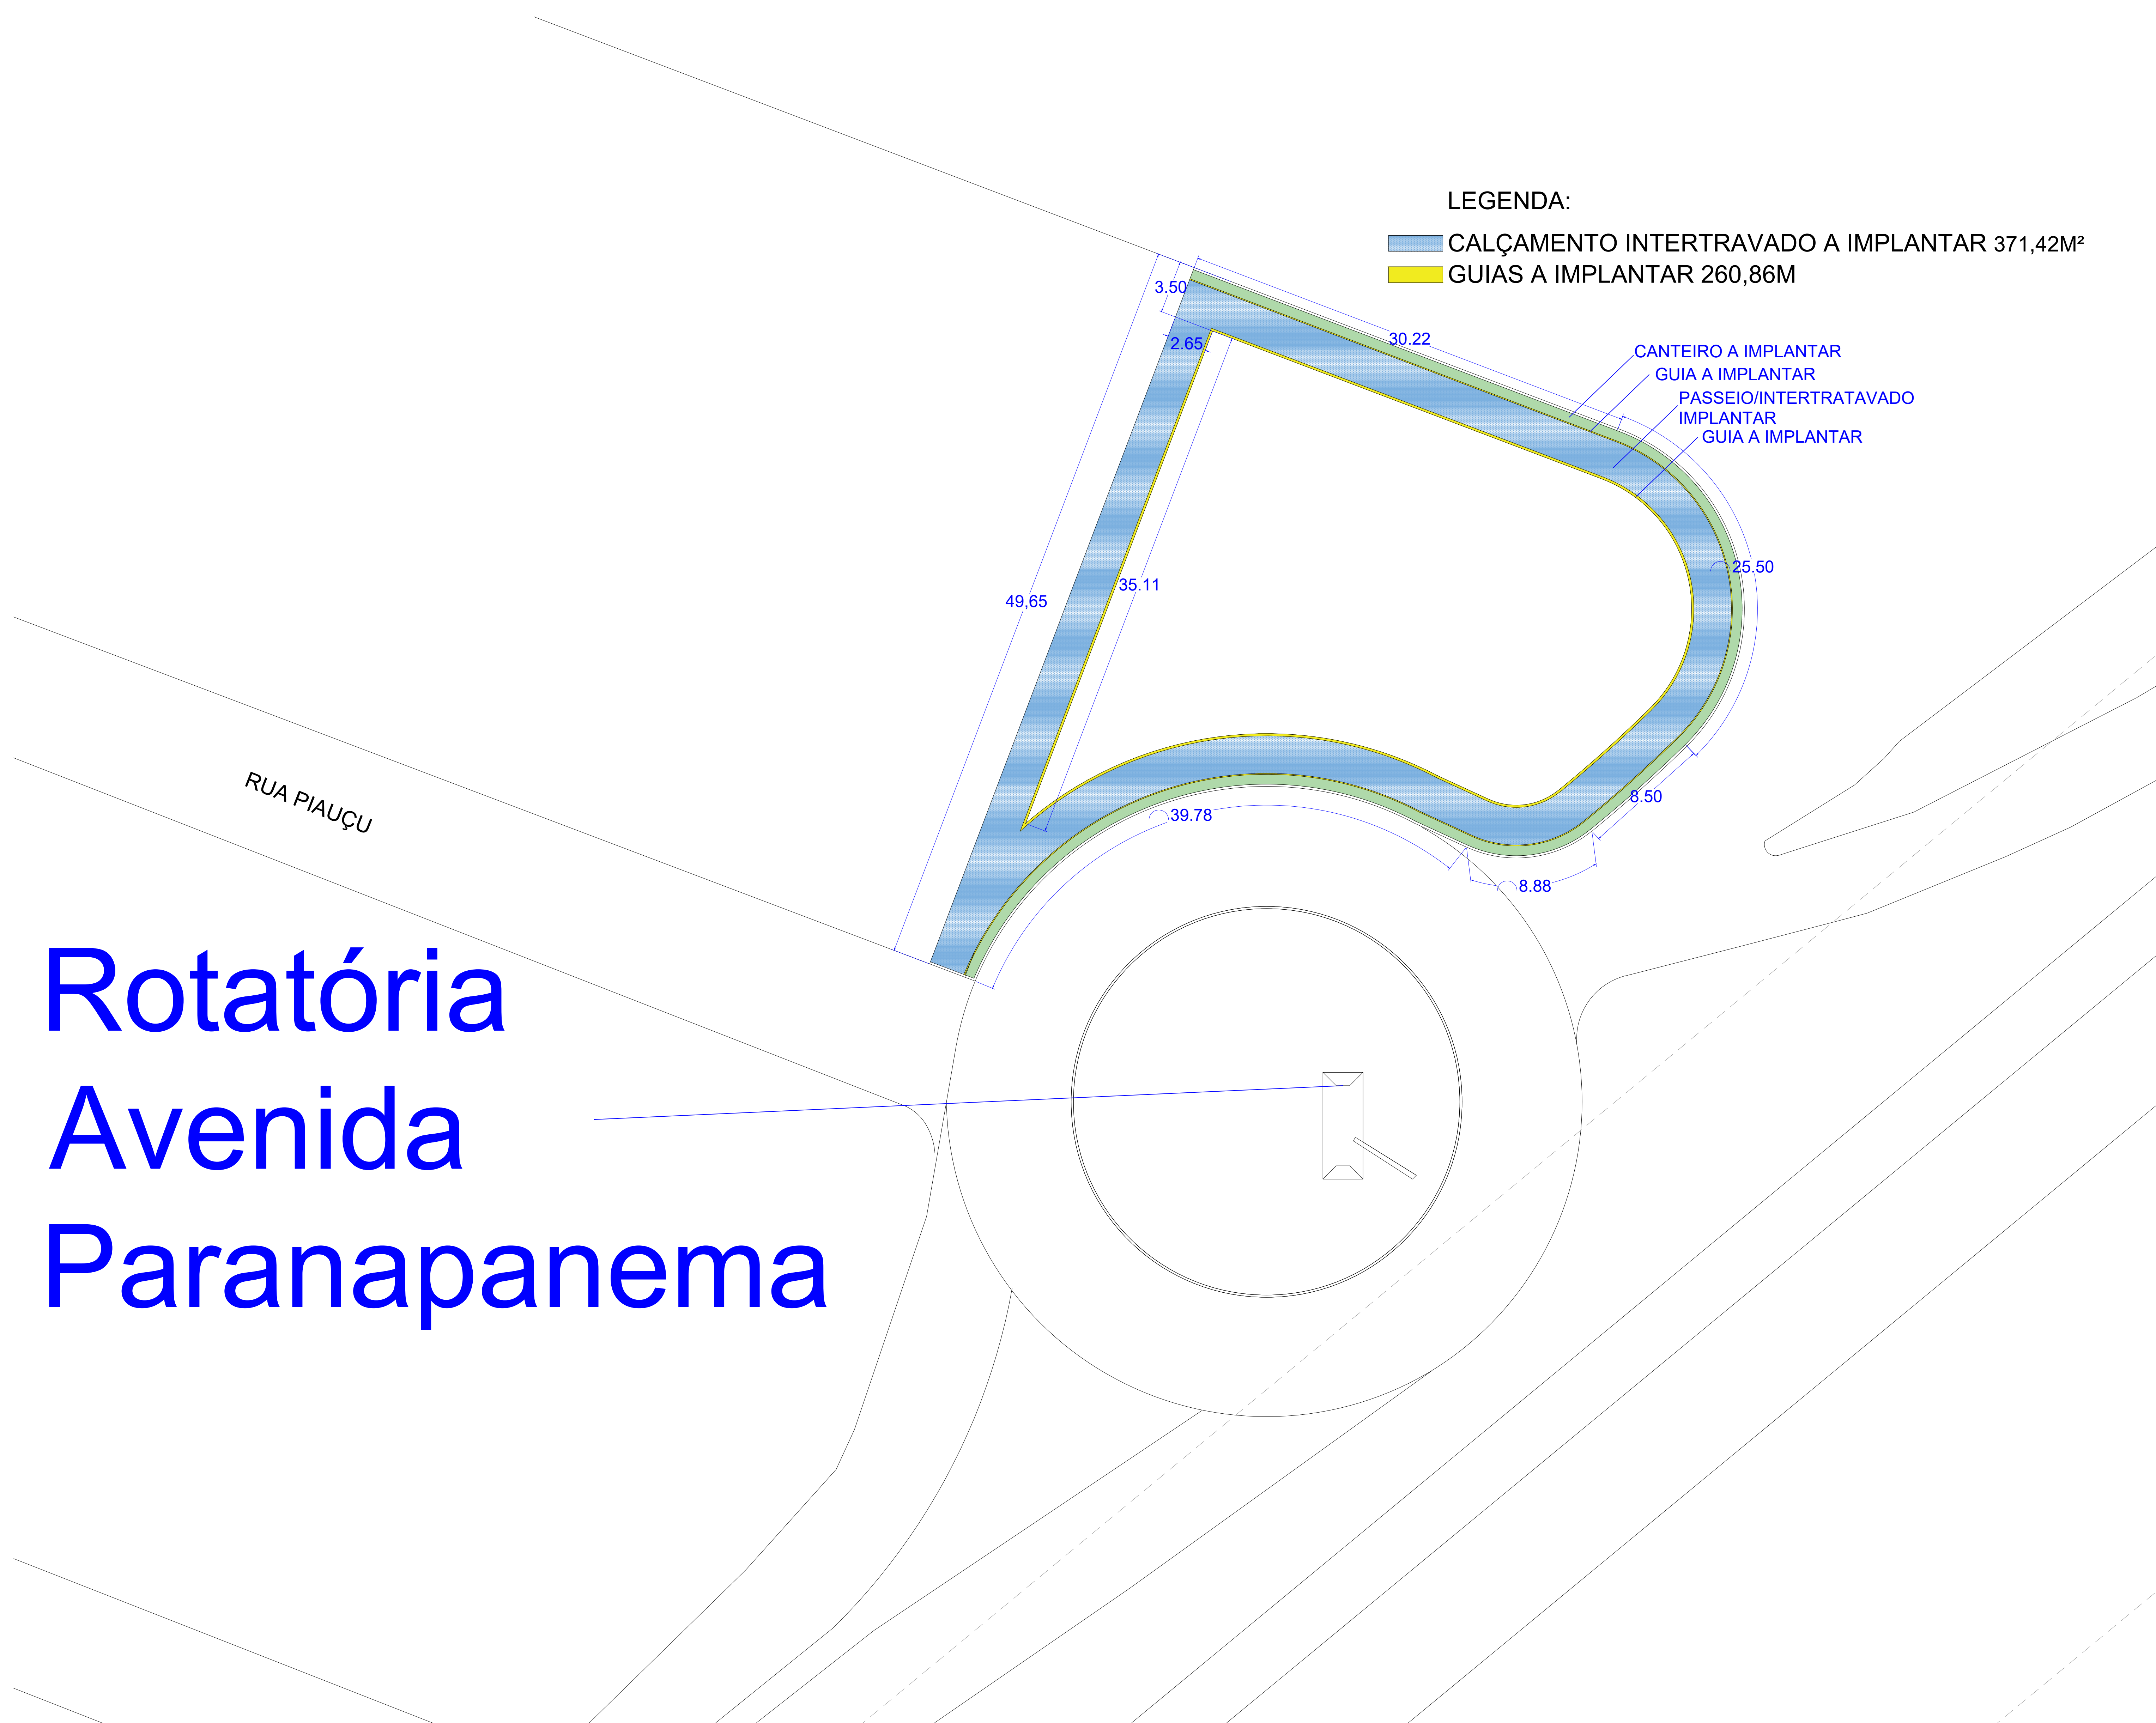 LEGENDA:
CALÇAMENTO INTERTRAVADO A IMPLANTAR 371,42M²
GUIAS A IMPLANTAR 260,86M
3.50
30.22
2.65
CANTEIRO A IMPLANTAR
GUIA A IMPLANTAR
PASSEIO/INTERTRATAVADO
IMPLANTAR
GUIA A IMPLANTAR
25.50
35.11
49,65
8.50
39.78
8.88
RUA PIAUÇU
Rotatória
Avenida
Paranapanema